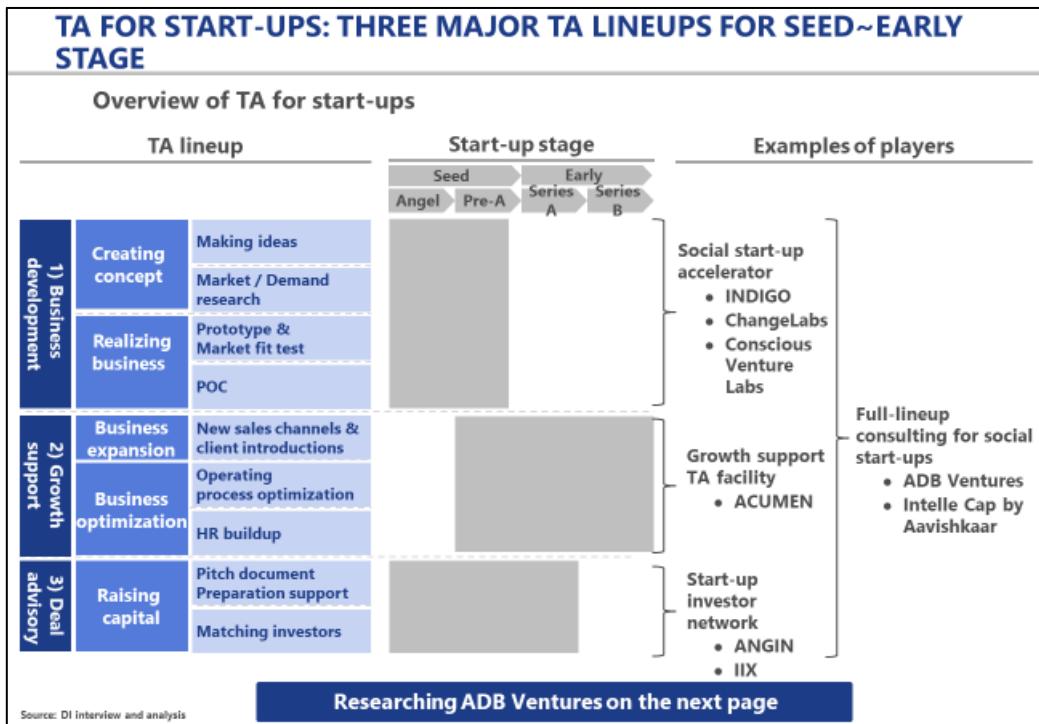 TA FOR START-UPS: THREE MAJOR TA LINEUPS FOR SEED~EARLY
STAGE
Overview of TA for start-ups
TA lineup
Start-up stage
Examples of players
Seed
Early
Angel
Pre-A
Series
A
Series
B
1) Business
development
Creating
concept
Making ideas
Market / Demand
research
Realizing
business
Prototype &
Market fit test
POC
Social start-up
accelerator
• INDIGO
• ChangeLabs
• Conscious
Venture
Labs
2) Growth
support
Business
expansion
New sales channels &
client introductions
Business
optimization
Operating
process optimization
HR buildup
Growth support
TA facility
• ACUMEN
3) Deal
advisory
Raising
capital
Pitch document
Preparation support
Matching investors
Start-up
investor
network
• ANGIN
• IIX
Full-lineup
consulting for social
start-ups
• ADB Ventures
• Intelle Cap by
Aavishkaar
Researching ADB Ventures on the next page
Source: DI interview and analysis